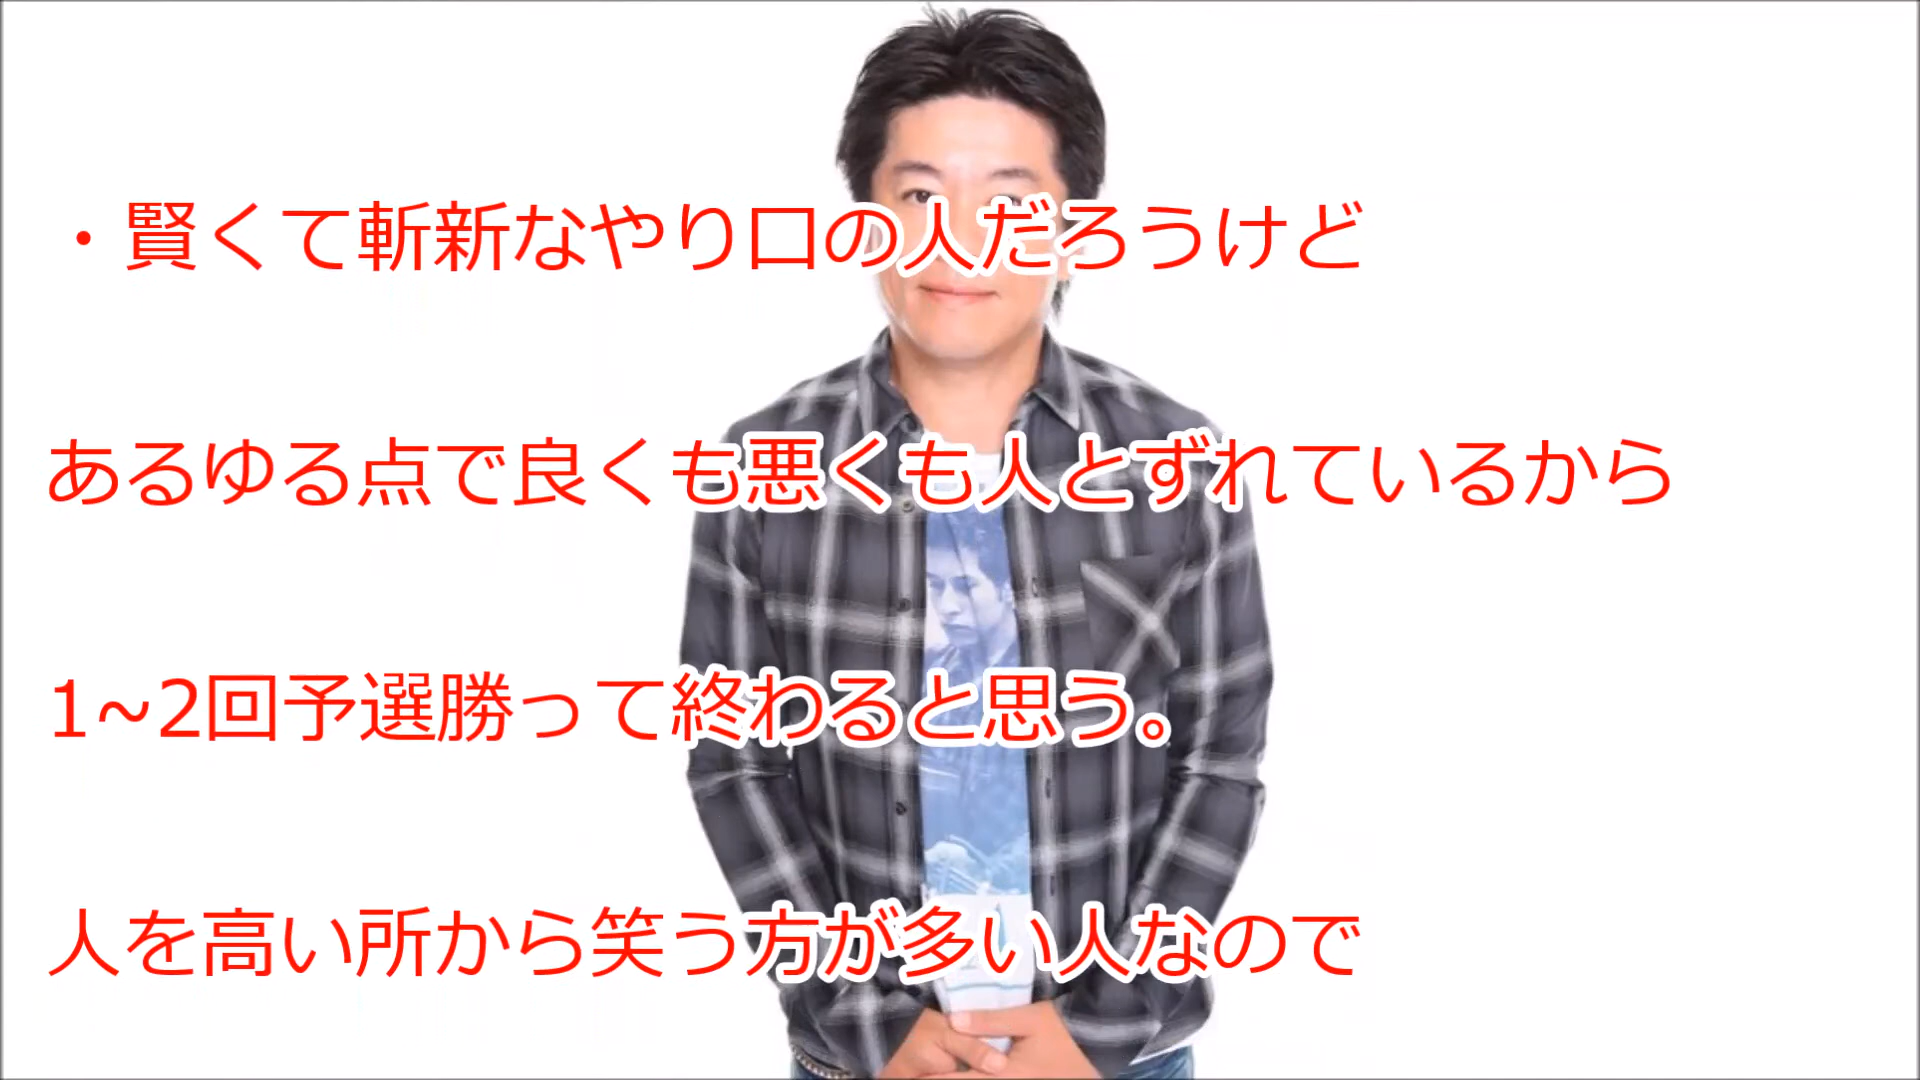 ・賢くて斬新なやり口の人だろうけど
あるゆる点で良くも悪くも人とずれているから
1~2回予選勝って終わると思う。
人を高い所から笑う方が多い人なので